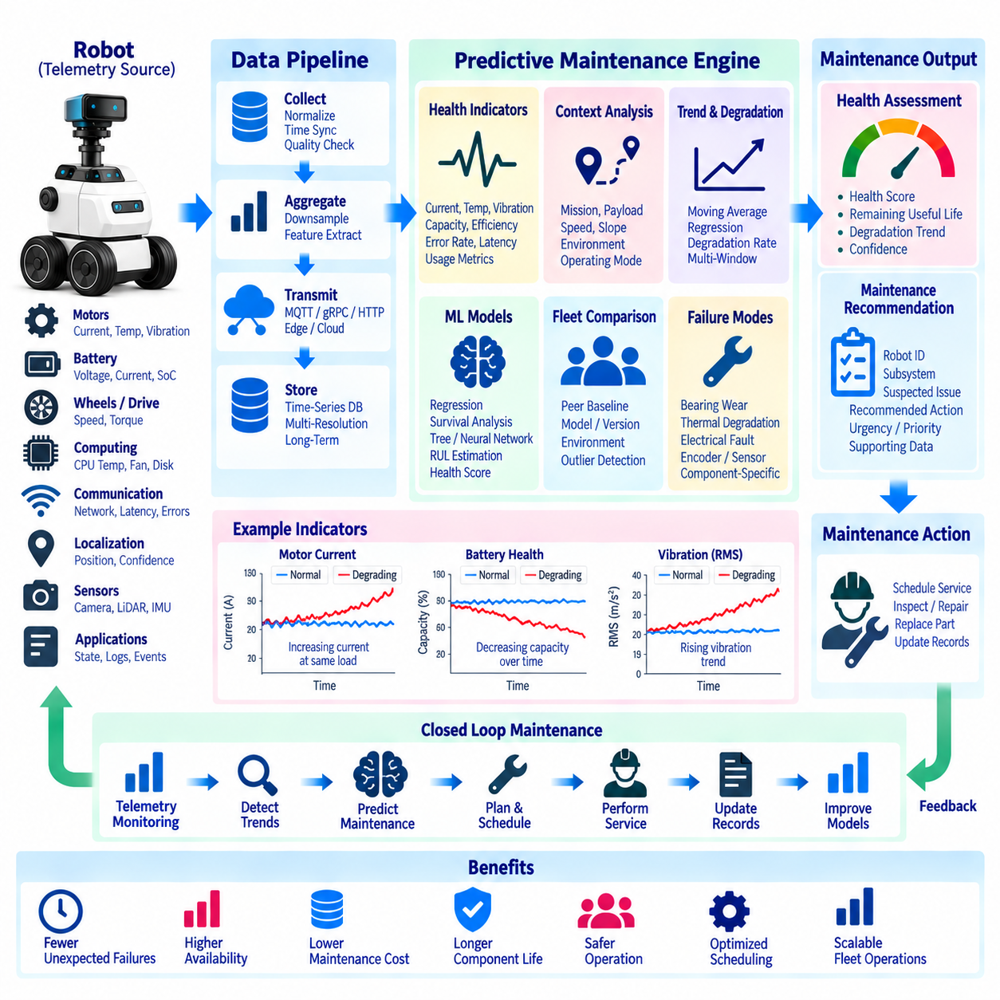 Robot
(Telemetry Source)
Motors
Current, Temp, Vibration
Battery
Voltage, Current, SoC
Wheels / Drive
Speed, Torque
Computing
CPU Temp, Fan, Disk
Communication
Network, Latency, Errors
Localization
Position, Confidence
Sensors
Camera, LiDAR, IMU
Applications
State, Logs, Events
Data Pipeline
Collect
Normalize
Time Sync
Quality Check
Aggregate
Downsample
Feature Extract
Transmit
MQTT / gRPC / HTTP
Edge / Cloud
Store
Time-Series DB
Multi-Resolution
Long-Term
Predictive Maintenance Engine
Health Indicators
Current, Temp, Vibration
Capacity, Efficiency
Error Rate, Latency
Usage Metrics
Context Analysis
Mission, Payload
Speed, Slope
Environment
Operating Mode
Trend & Degradation
Moving Average
Regression
Degradation Rate
Multi-Window
ML Models
Regression
Survival Analysis
Tree / Neural Network
RUL Estimation
Health Score
Fleet Comparison
Peer Baseline
Model / Version
Environment
Outlier Detection
Failure Modes
Bearing Wear
Thermal Degradation
Electrical Fault
Encoder / Sensor
Component-Specific
Maintenance Output
Health Assessment
• Health Score
• Remaining Useful Life
• Degradation Trend
• Confidence
Maintenance
Recommendation
Robot ID
Subsystem
Suspected Issue
Recommended Action
Urgency / Priority
Supporting Data
Maintenance Action
Schedule Service
Inspect / Repair
Replace Part
Update Records
Example Indicators
Motor Current
Normal
Degrading
Current (A)
90
20
20
Increasing current
at same load
Time
Battery Health
Normal
Degrading
Capacity (%)
80
60
20
Decreasing capacity
over time
Time
Vibration (RMS)
Normal
Degrading
RMS (m/s²)
40
20
20
20
19
0
Rising vibration
trend
Time
Closed Loop Maintenance
Telemetry
Monitoring
Detect
Trends
Predict
Maintenance
Plan &
Schedule
Perform
Service
Update
Records
Improve
Models
Feedback
Benefits
Fewer
Unexpected Failures
Higher
Availability
Lower
Maintenance Cost
Longer
Component Life
Safer
Operation
Optimized
Scheduling
Scalable
Fleet Operations